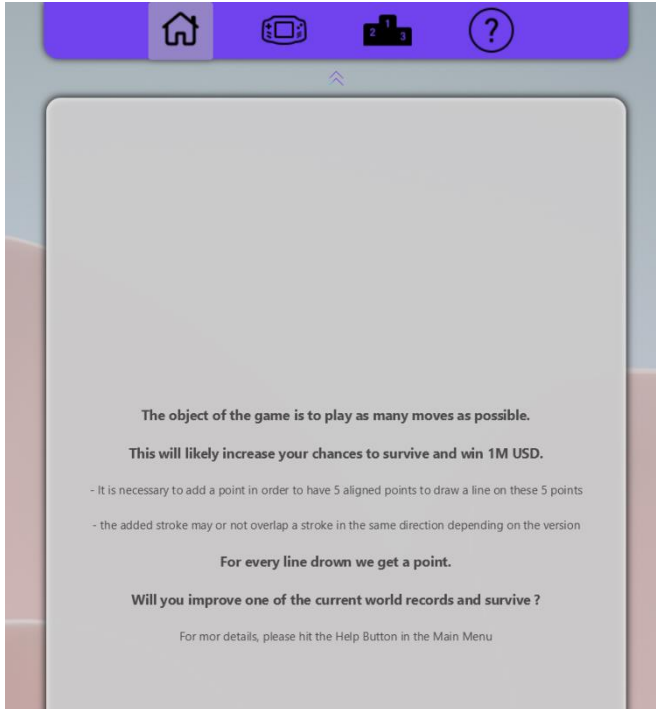 2 1 3
?
The object of the game is to play as many moves as possible.
This will likely increase your chances to survive and win 1M USD.
- It is necessary to add a point in order to have 5 aligned points to draw a line on these 5 points
- the added stroke may or not overlap a stroke in the same direction depending on the version
For every line drown we get a point.
Will you improve one of the current world records and survive ?
For mor details, please hit the Help Button in the Main Menu